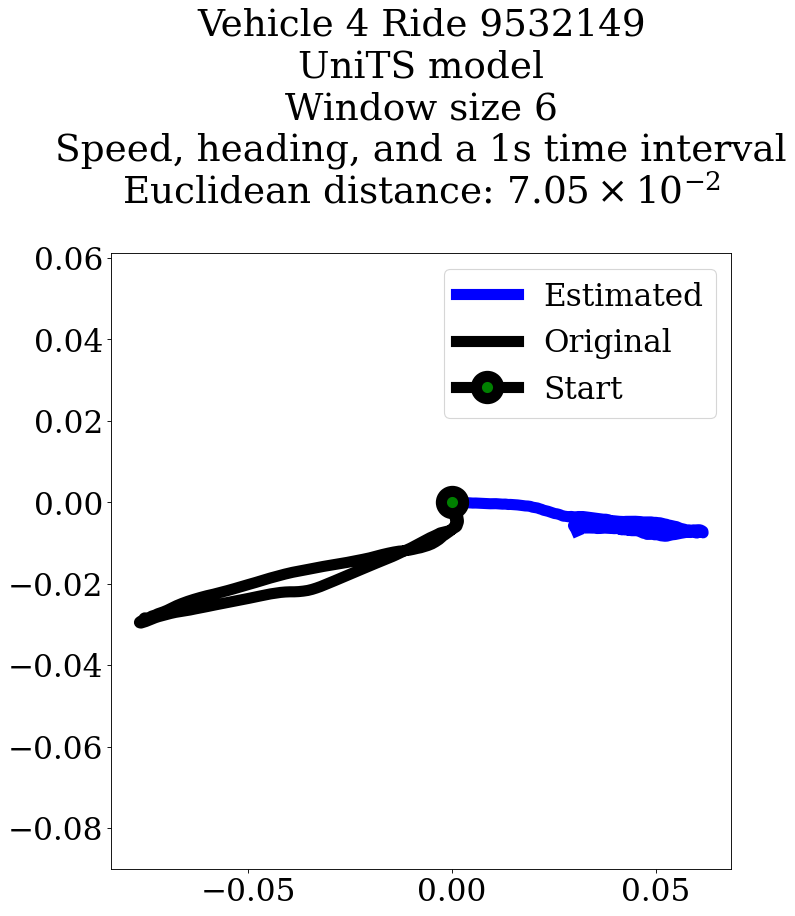 Vehicle 4 Ride 9532149
UniTS model
Window size 6
Speed, heading, and a 1s time interval
Euclidean distance: 7.05 × 10⁻²
0.06
0.04
0.02
0.00
−0.02
−0.04
−0.06
−0.08
Estimated
Original
Start
−0.05
0.00
0.05